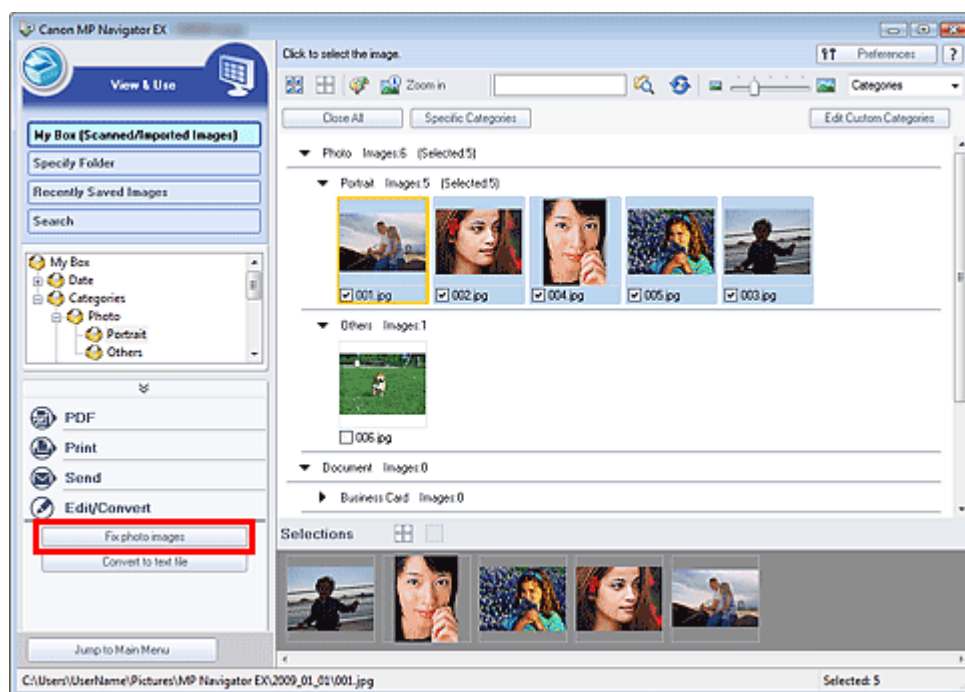 Canon MP Navigator EX
View & Use
My Box (Scanned/Imported Images)
Specify Folder
Recently Saved Images
Search
My Box
Date
Categories
Photo
Portrait
Others
PDF
Print
Send
Edit/Convert
Fix photo images
Convert to text file
Jump to Main Menu
Click to select the image.
Preferences
?
Zoom in
Categories
Close All
Specific Categories
Edit Custom Categories
Photo Images:6 (Selected:5)
Portrait Images:5 (Selected:5)
001.jpg
002.jpg
004.jpg
005.jpg
003.jpg
Others Images:1
006.jpg
Document Images:0
Business Card Images:0
Selections
C:\Users\UserName\Pictures\MP Navigator EX\2009_01_01\001.jpg
Selected: 5